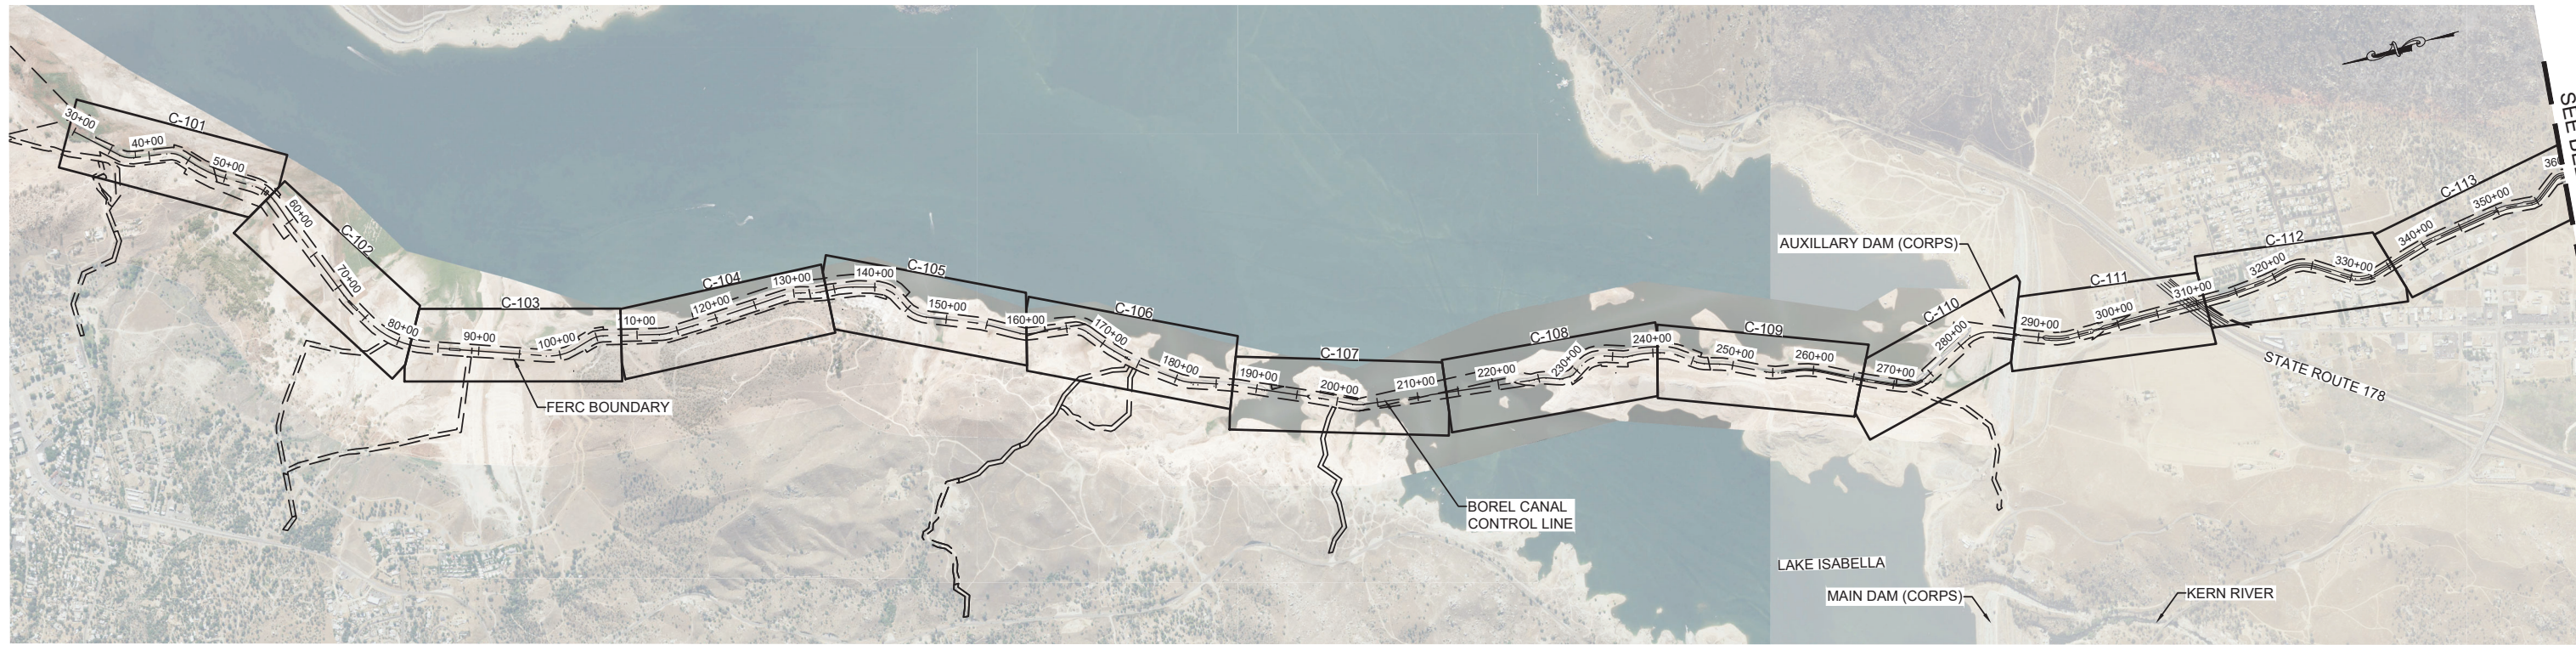 30+00
C-101
40+00
50+00
60+00
C-102
70+00
80+00
C-103
90+00
100+00
FERC BOUNDARY
10+00
C-104
120+00
130+00
140+00
C-105
150+00
160+00
C-106
170+00
180+00
C-107
190+00
200+00
210+00
BOREL CANAL
CONTROL LINE
C-108
220+00
230+00
240+00
C-109
250+00
260+00
270+00
C-110
280+00
AUXILLARY DAM (CORPS)
290+00
C-111
300+00
310+00
C-112
320+00
330+00
STATE ROUTE 178
C-113
340+00
350+00
360
SEE
LAKE ISABELLA
MAIN DAM (CORPS)
KERN RIVER